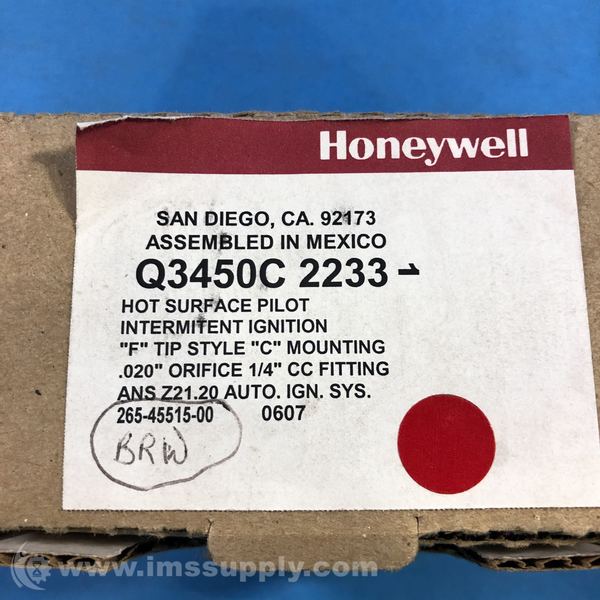 Honeywell
SAN DIEGO, CA. 92173
ASSEMBLED IN MEXICO
Q3450C 2233
HOT SURFACE PILOT
INTERMITENT IGNITION
"F" TIP STYLE "C" MOUNTING
.020" ORIFICE 1/4" CC FITTING
ANS Z21.20 AUTO. IGN. SYS.
265-45515-00 0607
BRW
www.imssupply.com